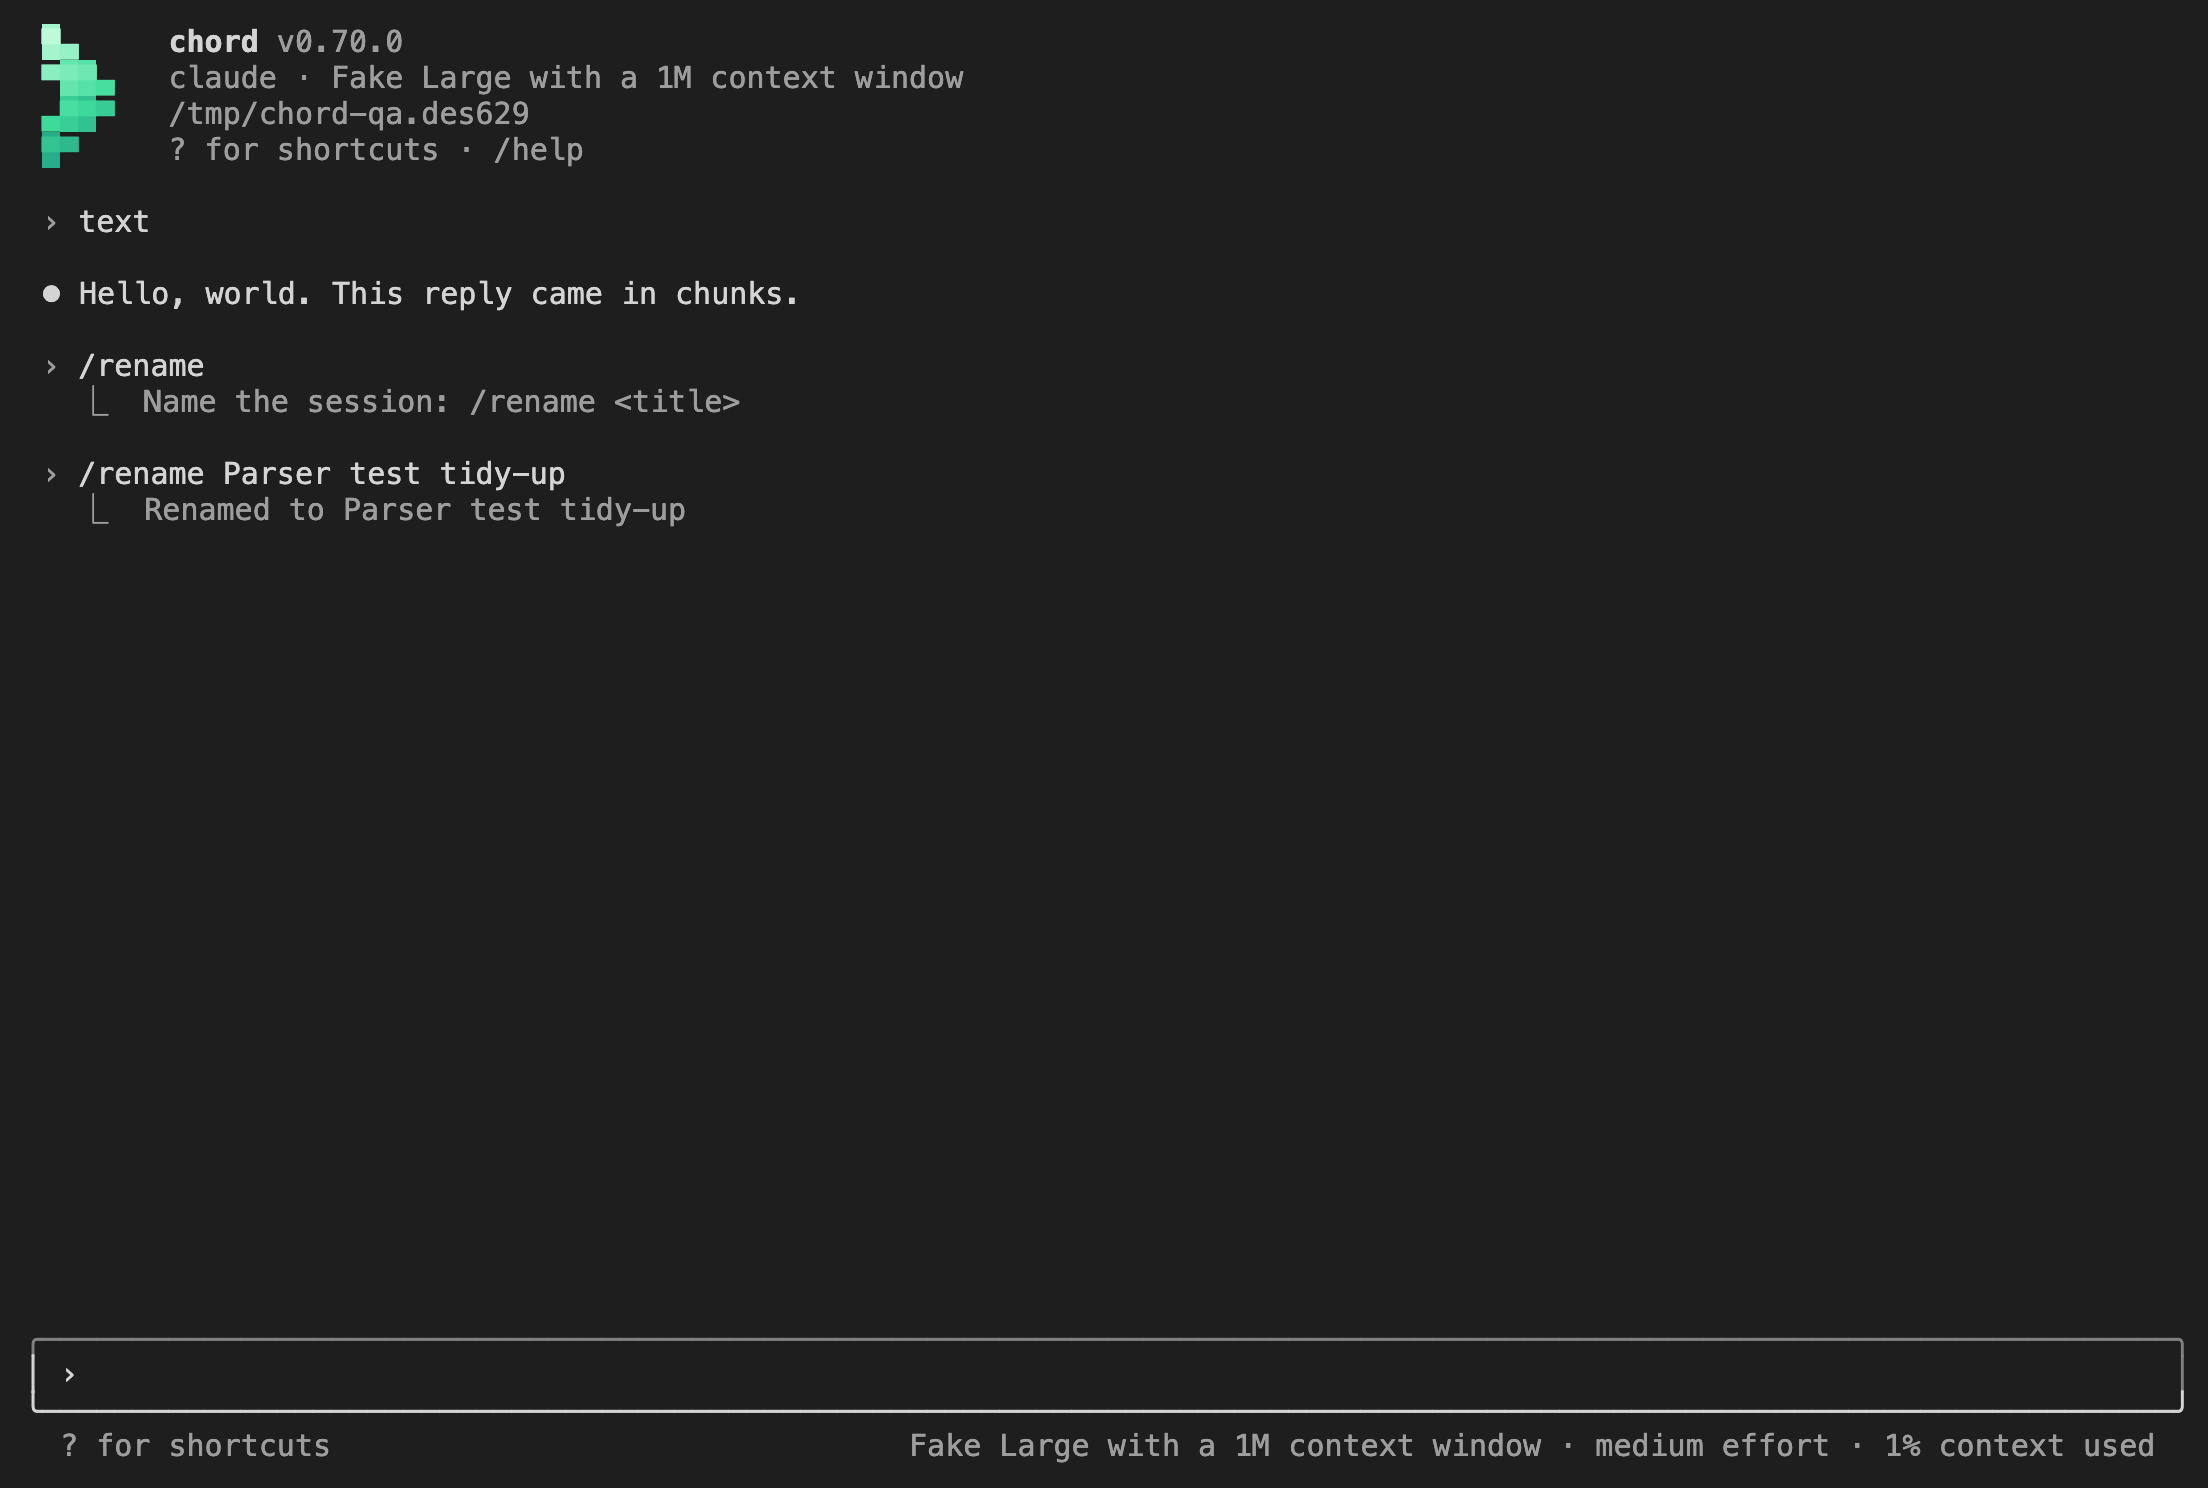 chord v0.70.0
claude · Fake Large with a 1M context window
/tmp/chord-qa.des629
? for shortcuts · /help
› text
● Hello, world. This reply came in chunks.
› /rename
⎿  Name the session: /rename <title>
› /rename Parser test tidy-up
⎿  Renamed to Parser test tidy-up
›
? for shortcuts
Fake Large with a 1M context window · medium effort · 1% context used